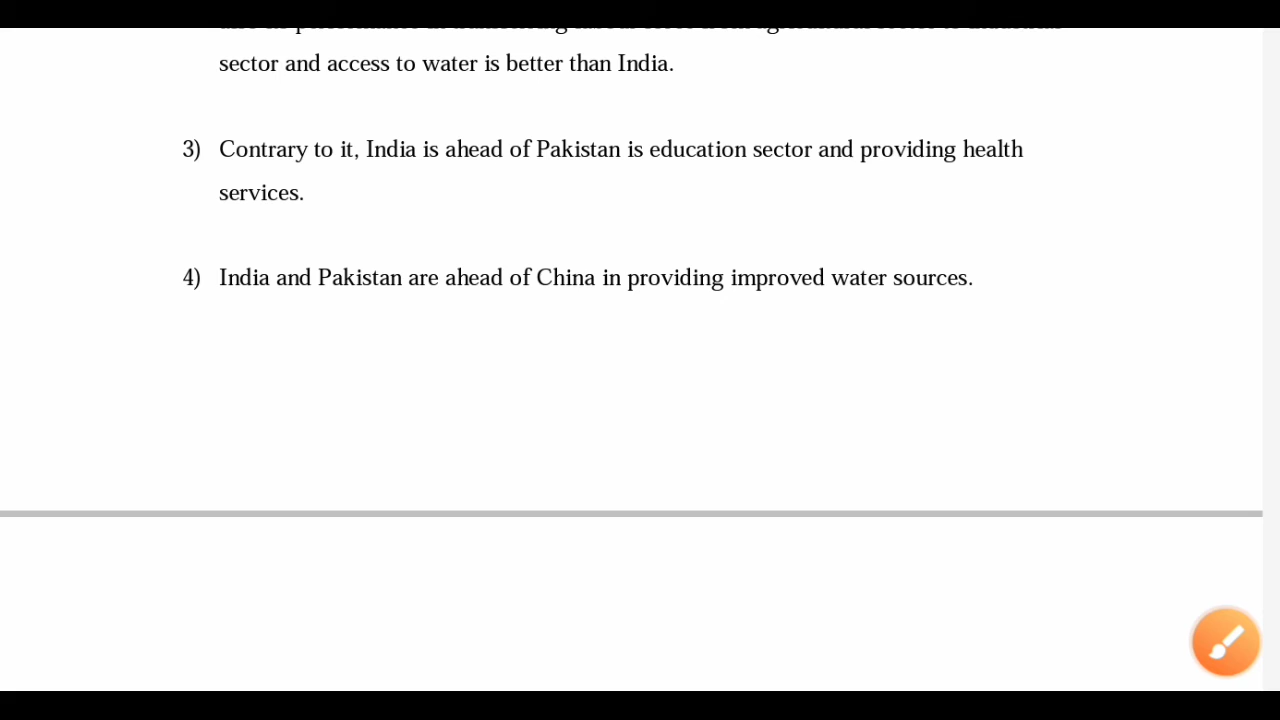 sector and access to water is better than India.
3) Contrary to it, India is ahead of Pakistan is education sector and providing health
services.
4) India and Pakistan are ahead of China in providing improved water sources.